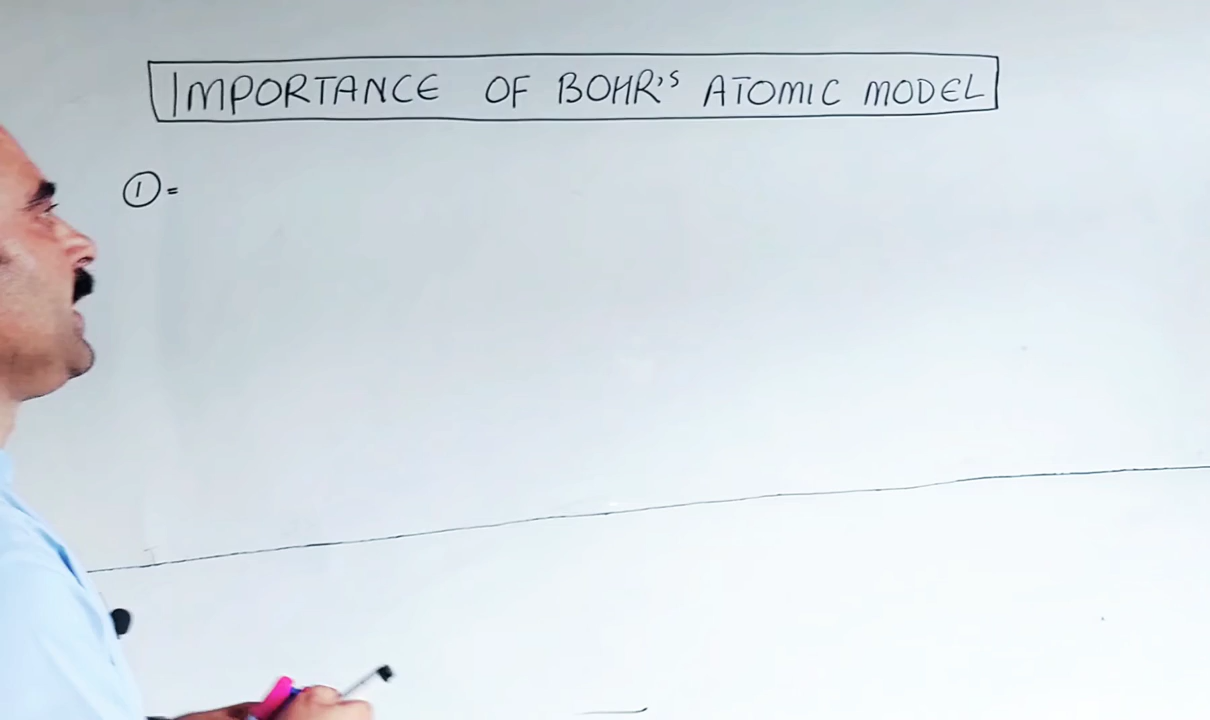 IMPORTANCE OF BOHR'S ATOMIC MODEL
① =